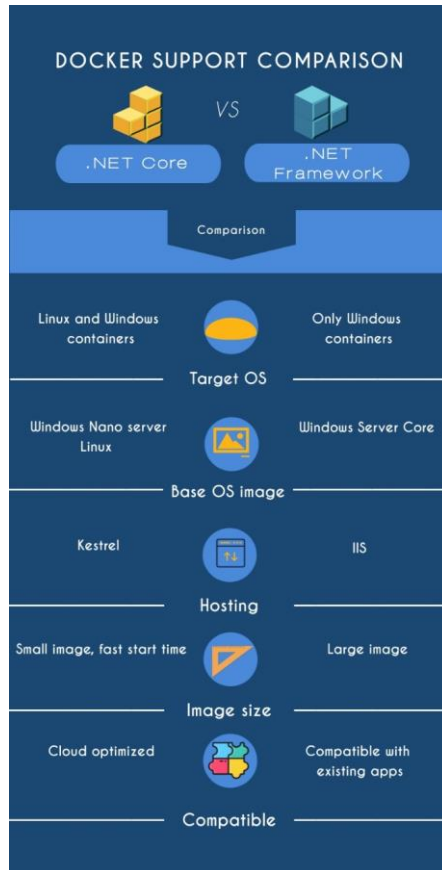 DOCKER SUPPORT COMPARISON
VS
.NET Core
.NET
Framework
Comparison
Linux and Windows
containers
Only Windows
containers
Target OS
Windows Nano server
Linux
Windows Server Core
Base OS image
Kestrel
IIS
Hosting
Small image, fast start time
Large image
Image size
Cloud optimized
Compatible with
existing apps
Compatible